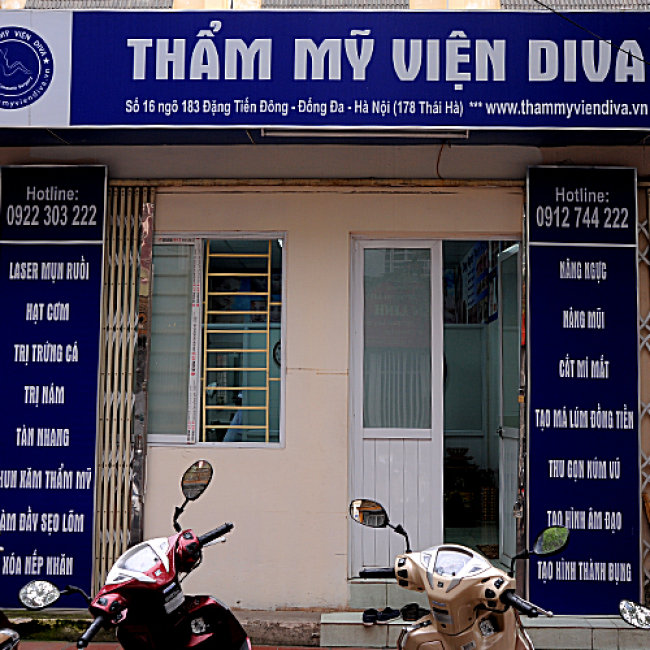 THẨM MỸ VIỆN DIVA
Số 16 ngõ 183 Đặng Tiến Đông - Đống Đa - Hà Nội (178 Thái Hà) *** www.thammyviendiva.vn
Hotline:
0922 303 222
LASER MỤN RUỒI
HẠT CƠM
TRỊ TRỨNG CÁ
TRỊ NÁM
TÀN NHANG
HUN XĂM THẨM MỸ
ÀM ĐẦY SẸO LÕM
XÓA NẾP NHĂN
Hotline:
0912 744 222
NÂNG NGỰC
NÂNG MŨI
CẮT MÍ MẮT
TẠO MÁ LÚM ĐỒNG TIỀN
THU GỌN NÚM VÚ
TẠO HÌNH ÂM ĐẠO
TẠO HÌNH THÀNH BỤNG